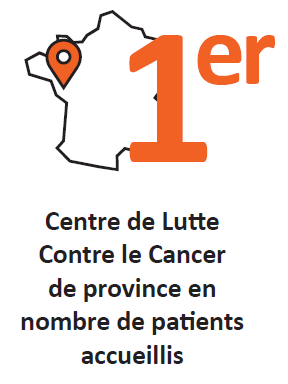 1er
Centre de Lutte
Contre le Cancer
de province en
nombre de patients
accueillis